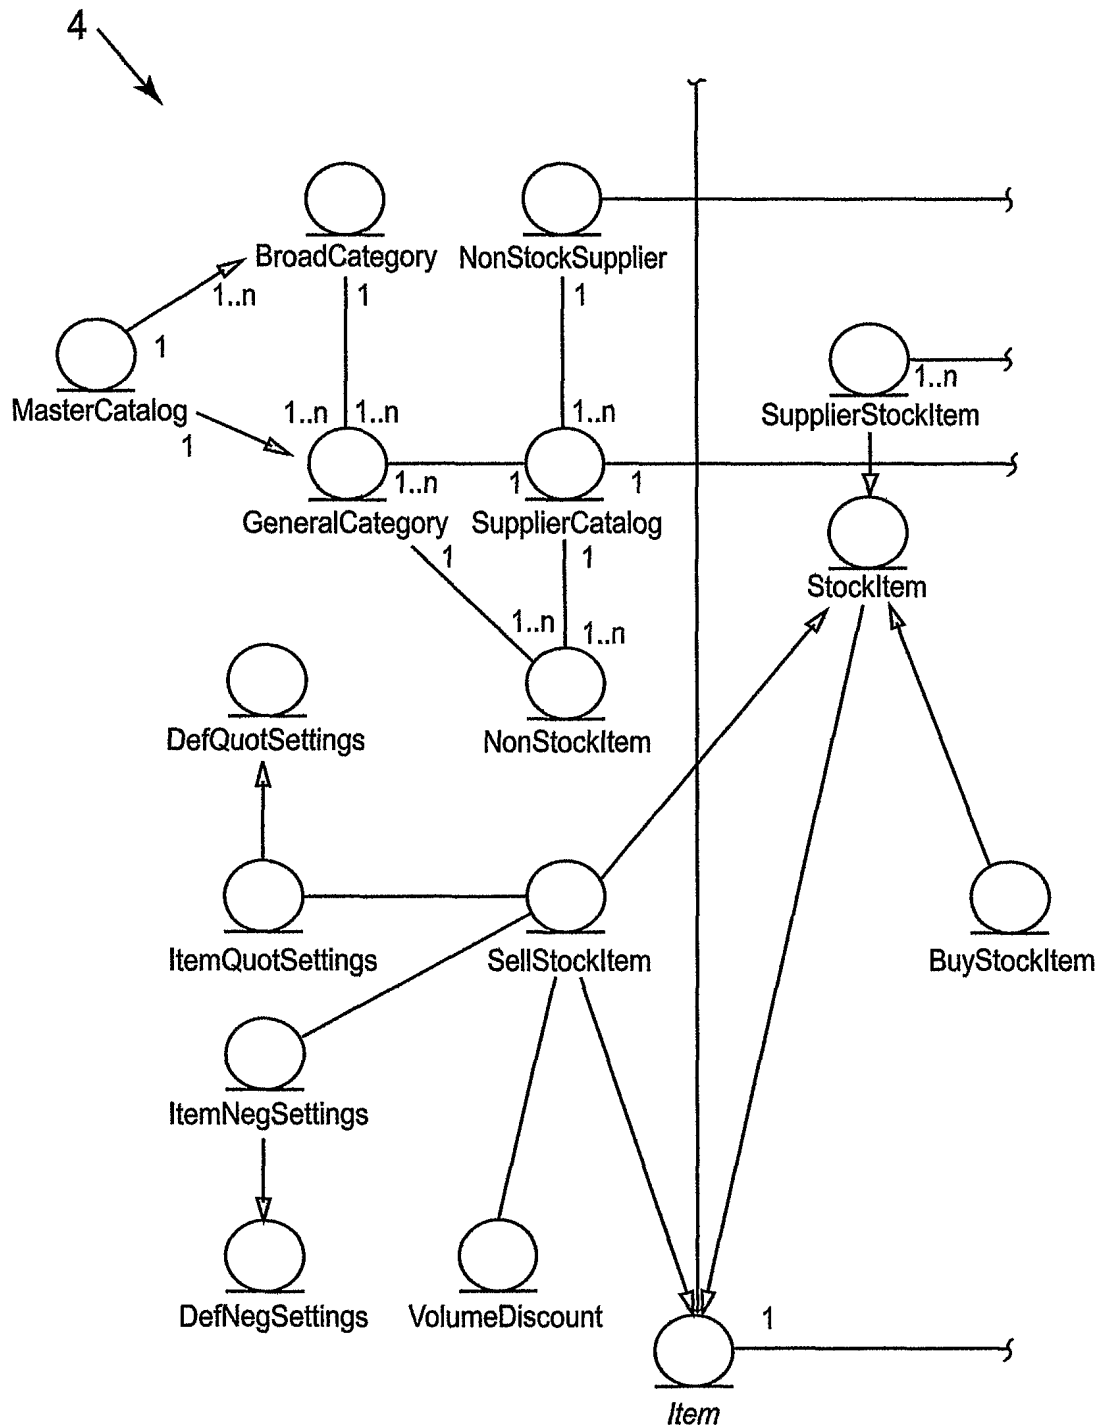 4
BroadCategory
NonStockSupplier
1..n
1
1
1
MasterCatalog
1
1..n
1..n
1..n
1..n
SupplierStockItem
1..n
1
1
GeneralCategory
SupplierCatalog
1
1
StockItem
1..n
1..n
DefQuotSettings
NonStockItem
ItemQuotSettings
SellStockItem
BuyStockItem
ItemNegSettings
DefNegSettings
VolumeDiscount
1
Item